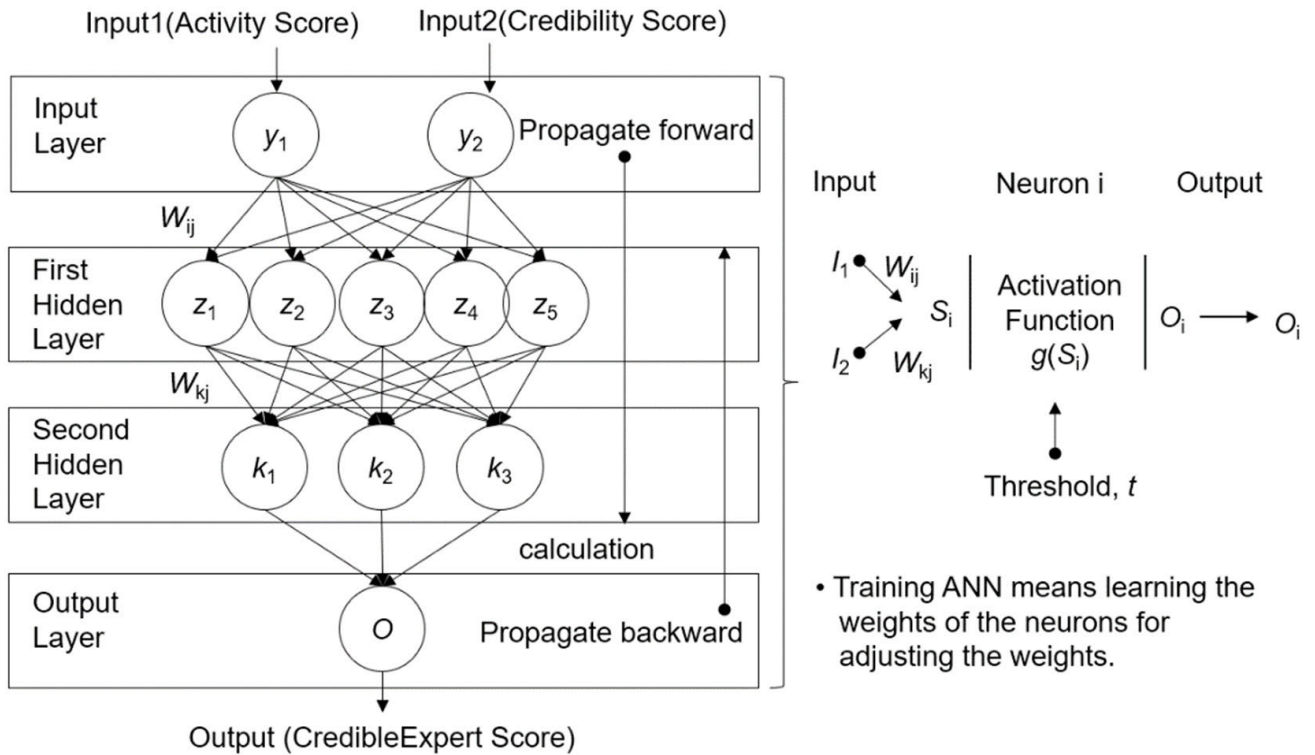 Input1(Activity Score)
Input2(Credibility Score)
Input
Layer
y1
y2
Propagate forward
Wij
First
Hidden
Layer
z1
z2
z3
z4
z5
Wkj
Second
Hidden
Layer
k1
k2
k3
calculation
Output
Layer
O
Propagate backward
Output (CredibleExpert Score)
Input
Neuron i
Output
I1
Wij
I2
Wkj
Si
Activation
Function
g(Si)
Oi
Oi
Threshold, t
• Training ANN means learning the
weights of the neurons for
adjusting the weights.